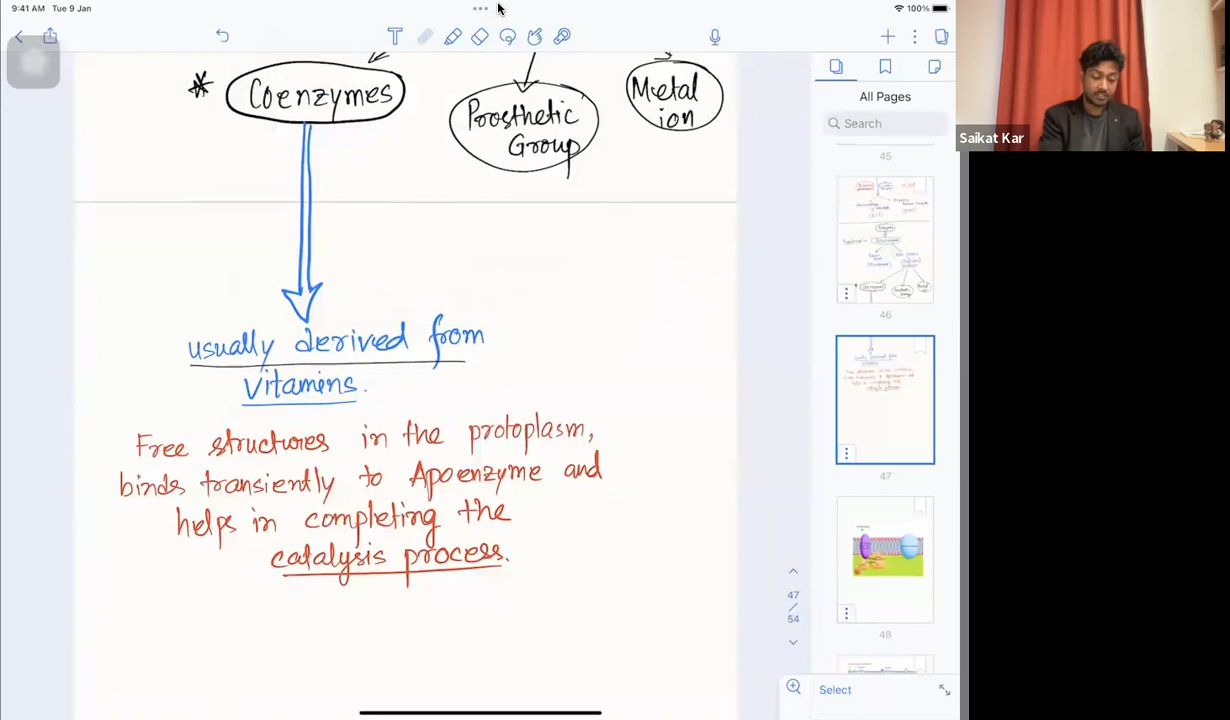 9:41 AM Tue 9 Jan
100%
* Coenzymes
Prosthetic
Group
Metal
ion
usually derived from
vitamins.
Free structures in the protoplasm,
binds transiently to Apoenzyme and
helps in completing the
catalysis process.
All Pages
Search
45
46
47
48
47
/
54
Select
Saikat Kar